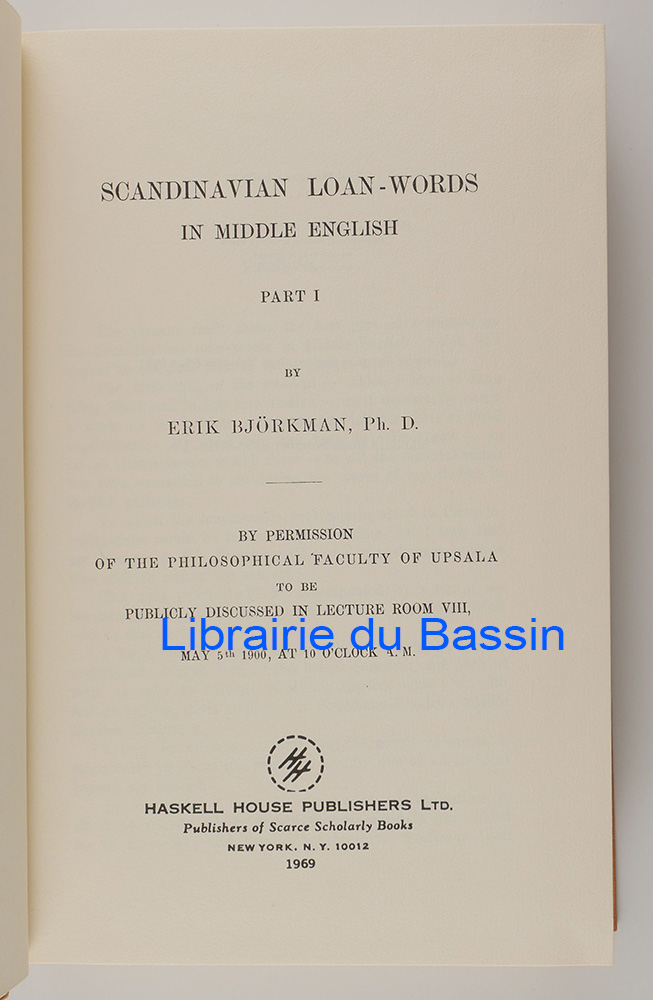 SCANDINAVIAN LOAN-WORDS
IN MIDDLE ENGLISH
PART I
BY
ERIK BJÖRKMAN, Ph. D.
BY PERMISSION
OF THE PHILOSOPHICAL FACULTY OF UPSALA
TO BE
PUBLICLY DISCUSSED IN LECTURE ROOM VIII,
Librairie du Bassin
MAY 5th 1900, AT 10 O'CLOCK A. M.
HH
HASKELL HOUSE PUBLISHERS LTD.
Publishers of Scarce Scholarly Books
NEW YORK, N. Y. 10012
1969